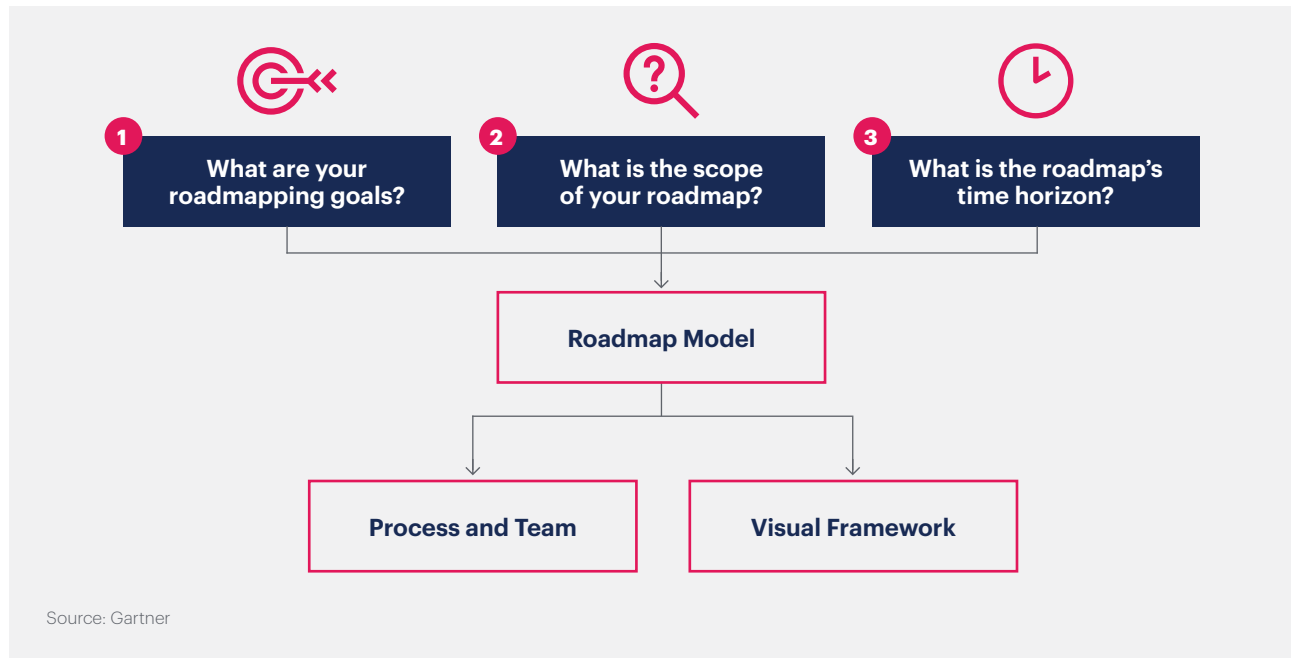 1
What are your
roadmapping goals?
2
What is the scope
of your roadmap?
3
What is the roadmap’s
time horizon?
Roadmap Model
Process and Team
Visual Framework
Source: Gartner